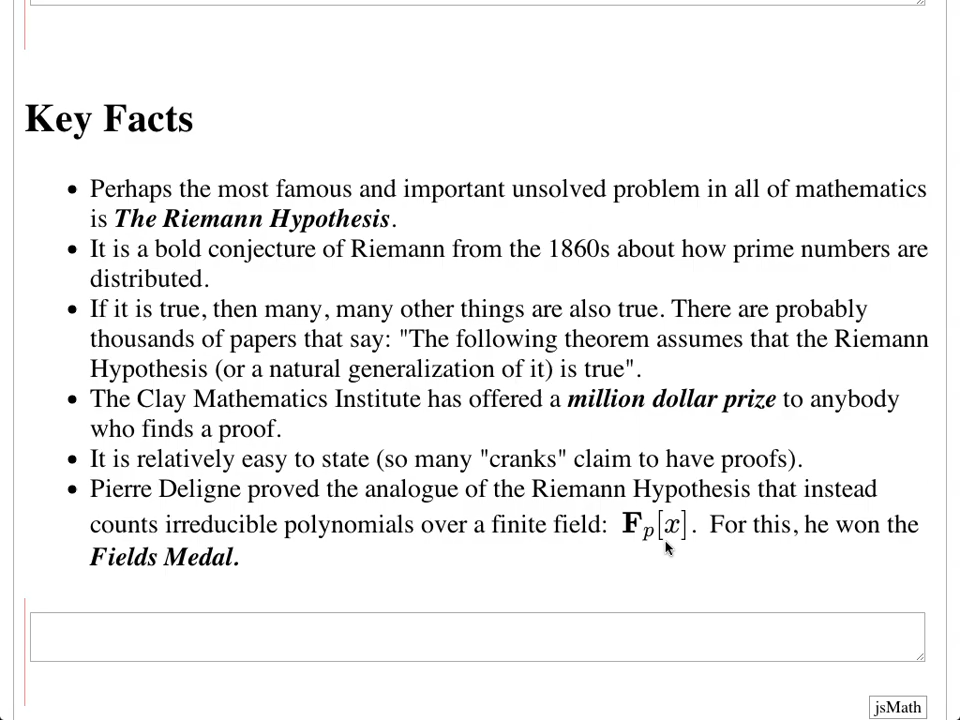 Key Facts
Perhaps the most famous and important unsolved problem in all of mathematics
is The Riemann Hypothesis.
It is a bold conjecture of Riemann from the 1860s about how prime numbers are
distributed.
If it is true, then many, many other things are also true. There are probably
thousands of papers that say: "The following theorem assumes that the Riemann
Hypothesis (or a natural generalization of it) is true".
The Clay Mathematics Institute has offered a million dollar prize to anybody
who finds a proof.
It is relatively easy to state (so many "cranks" claim to have proofs).
Pierre Deligne proved the analogue of the Riemann Hypothesis that instead
counts irreducible polynomials over a finite field: F_p[x]. For this, he won the
Fields Medal.
jsMath